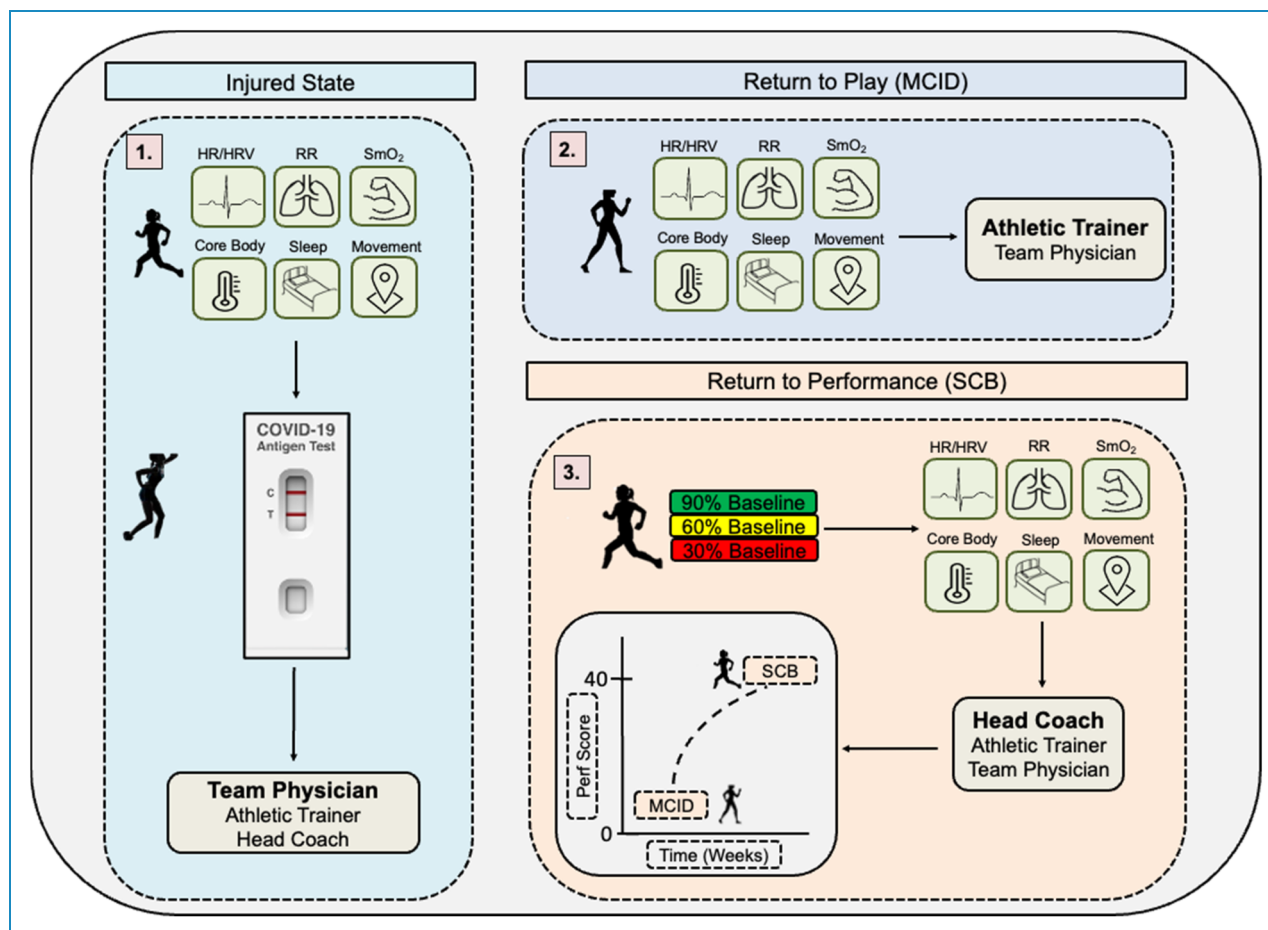 Injured State
1.
HR/HRV RR SmO₂
Core Body Sleep Movement
COVID-19
Antigen Test
C
T
Team Physician
Athletic Trainer
Head Coach
Return to Play (MCID)
2.
HR/HRV RR SmO₂
Core Body Sleep Movement
Athletic Trainer
Team Physician
Return to Performance (SCB)
3.
90% Baseline
60% Baseline
30% Baseline
HR/HRV RR SmO₂
Core Body Sleep Movement
Head Coach
Athletic Trainer
Team Physician
40
SCB
Perf Score
MCID
0
Time (Weeks)